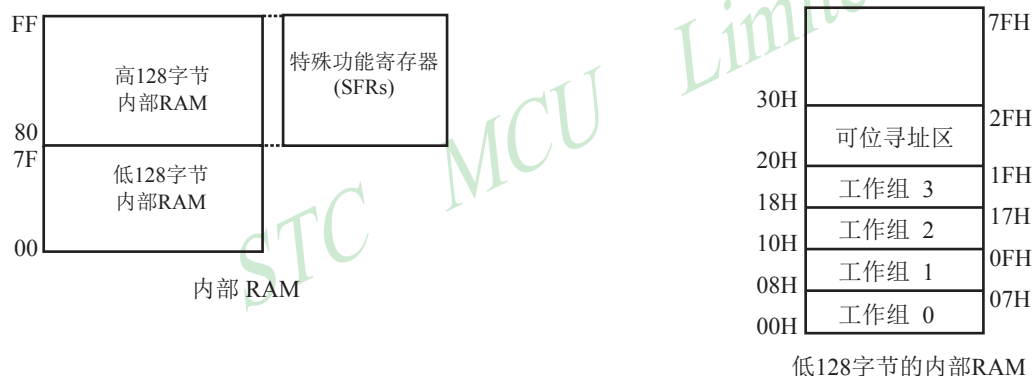 FF
高128字节
内部RAM
80
7F
低128字节
内部RAM
00
特殊功能寄存器
(SFRs)
内部 RAM
STC MCU Limite
7FH
30H
可位寻址区
2FH
20H
工作组 3
1FH
18H
工作组 2
17H
10H
工作组 1
0FH
08H
工作组 0
07H
00H
低128字节的内部RAM